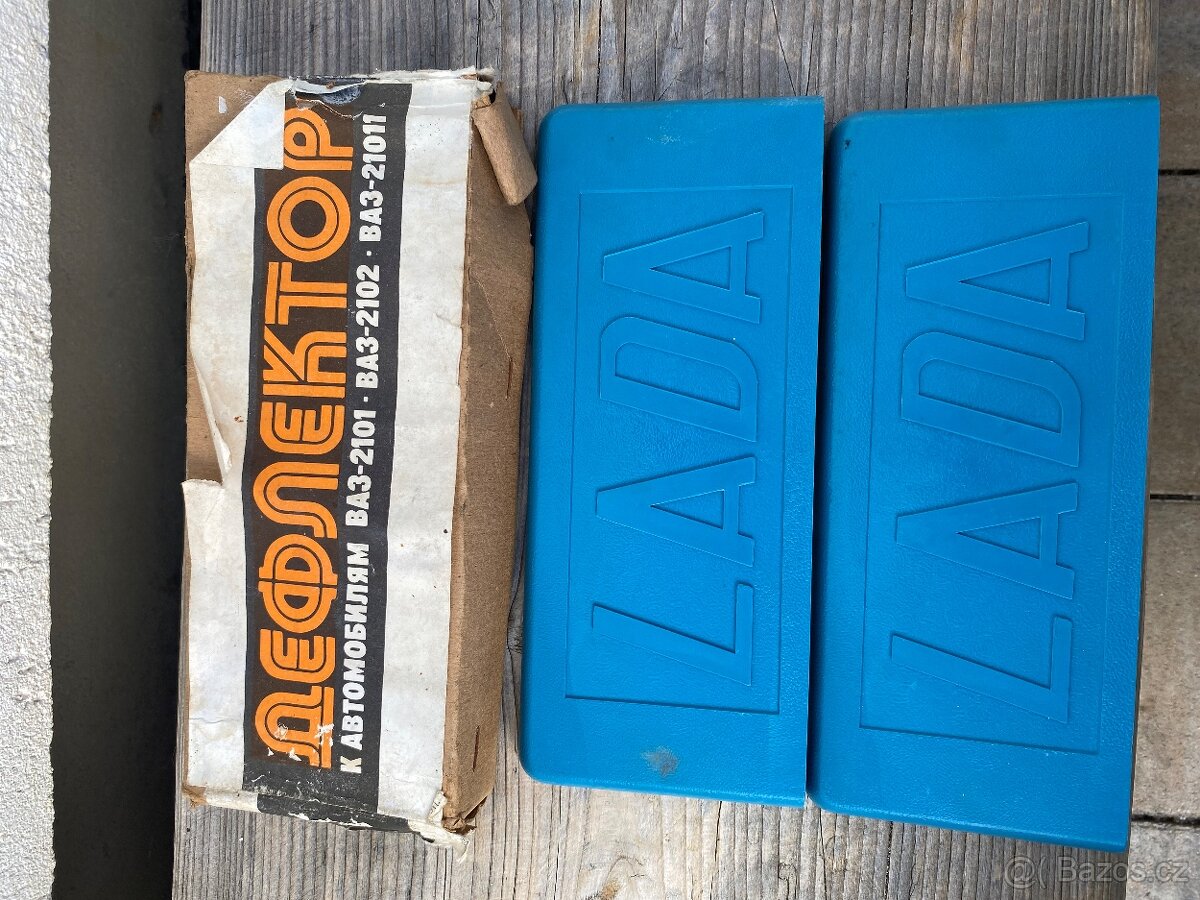 ДЕФЛЕКТОР
К АВТОМОБИЛЯМ ВАЗ-2101 · ВАЗ-2102 · ВАЗ-21011
LADA
LADA
Bazos.cz